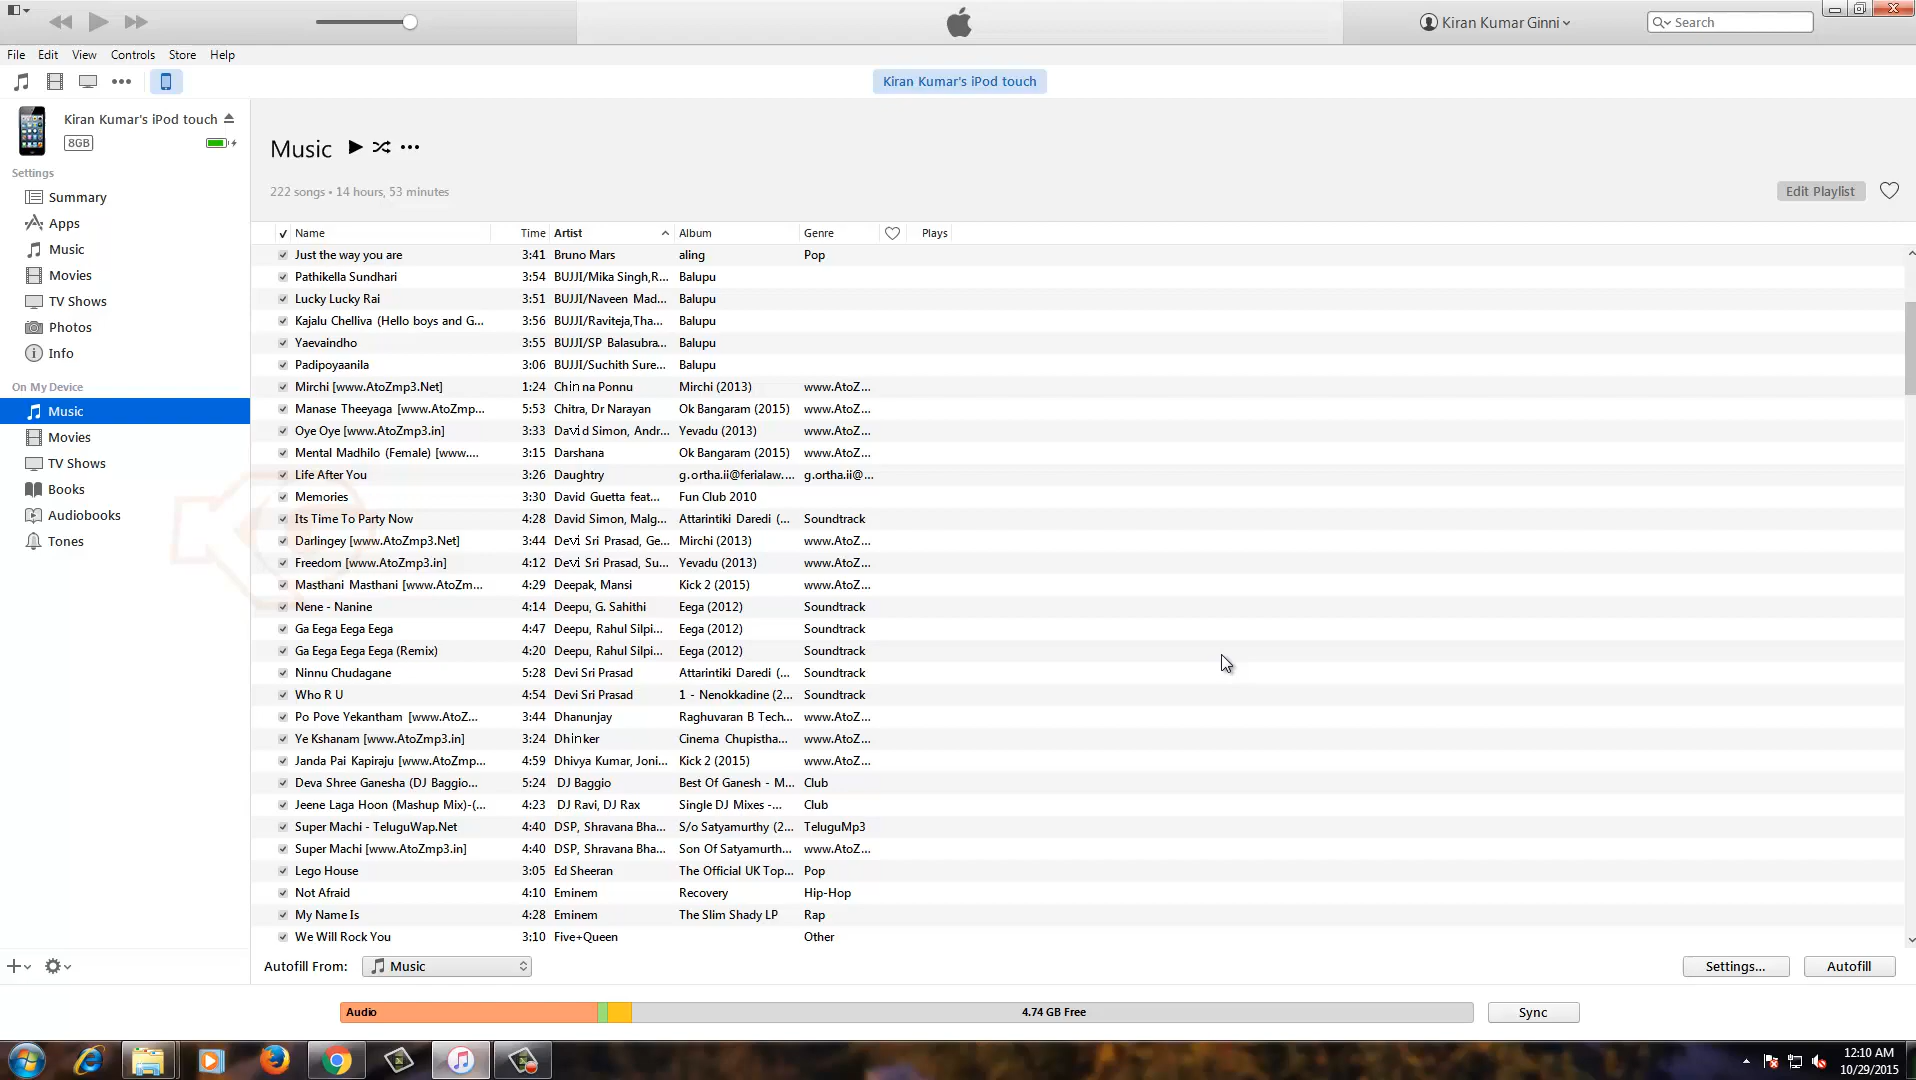 Kiran Kumar Ginni
Search
File Edit View Controls Store Help
Kiran Kumar's iPod touch
Kiran Kumar's iPod touch
8GB
Settings
Summary
Apps
Music
Movies
TV Shows
Photos
Info
On My Device
Music
Movies
TV Shows
Books
Audiobooks
Tones
Music
222 songs • 14 hours, 53 minutes
Edit Playlist
Name Time Artist Album Genre Plays
Just the way you are 3:41 Bruno Mars aling Pop
Pathikella Sundhari 3:54 BUJJI/Mika Singh,R... Balupu
Lucky Lucky Rai 3:51 BUJJI/Naveen Mad... Balupu
Kajalu Chelliva (Hello boys and G... 3:56 BUJJI/Raviteja,Tha... Balupu
Yaevaindho 3:55 BUJJI/SP Balasubra... Balupu
Padipoyaanila 3:06 BUJJI/Suchith Sure... Balupu
Mirchi [www.AtoZmp3.Net] 1:24 Chinna Ponnu Mirchi (2013) www.AtoZ...
Manase Theeyaga [www.AtoZmp... 5:53 Chitra, Dr Narayan Ok Bangaram (2015) www.AtoZ...
Oye Oye [www.AtoZmp3.in] 3:33 David Simon, Andr... Yevadu (2013) www.AtoZ...
Mental Madhilo (Female) [www.... 3:15 Darshana Ok Bangaram (2015) www.AtoZ...
Life After You 3:26 Daughtry g.ortha.ii@ferialaw.... g.ortha.ii@...
Memories 3:30 David Guetta feat... Fun Club 2010
Its Time To Party Now 4:28 David Simon, Malg... Attarintiki Daredi (... Soundtrack
Darlingey [www.AtoZmp3.Net] 3:44 Devi Sri Prasad, Ge... Mirchi (2013) www.AtoZ...
Freedom [www.AtoZmp3.in] 4:12 Devi Sri Prasad, Su... Yevadu (2013) www.AtoZ...
Masthani Masthani [www.AtoZm... 4:29 Deepak, Mansi Kick 2 (2015) www.AtoZ...
Nene - Nanine 4:14 Deepu, G. Sahithi Eega (2012) Soundtrack
Ga Eega Eega Eega 4:47 Deepu, Rahul Silpi... Eega (2012) Soundtrack
Ga Eega Eega Eega (Remix) 4:20 Deepu, Rahul Silpi... Eega (2012) Soundtrack
Ninnu Chudagane 5:28 Devi Sri Prasad Attarintiki Daredi (... Soundtrack
Who R U 4:54 Devi Sri Prasad 1 - Nenokkadine (2... Soundtrack
Po Pove Yekantham [www.AtoZ... 3:44 Dhanunjay Raghuvaran B Tech... www.AtoZ...
Ye Kshanam [www.AtoZmp3.in] 3:24 Dhinker Cinema Chupistha... www.AtoZ...
Janda Pai Kapiraju [www.AtoZmp... 4:59 Dhivya Kumar, Joni... Kick 2 (2015) www.AtoZ...
Deva Shree Ganesha (DJ Baggio... 5:24 DJ Baggio Best Of Ganesh - M... Club
Jeene Laga Hoon (Mashup Mix)-(... 4:23 DJ Ravi, DJ Rax Single DJ Mixes -... Club
Super Machi - TeluguWap.Net 4:40 DSP, Shravana Bha... S/o Satyamurthy (2... TeluguMp3
Super Machi [www.AtoZmp3.in] 4:40 DSP, Shravana Bha... Son Of Satyamurth... www.AtoZ...
Lego House 3:05 Ed Sheeran The Official UK Top... Pop
Not Afraid 4:10 Eminem Recovery Hip-Hop
My Name Is 4:28 Eminem The Slim Shady LP Rap
We Will Rock You 3:10 Five+Queen Other
Autofill From: Music Settings... Autofill
Audio 4.74 GB Free Sync
12:10 AM
10/29/2015